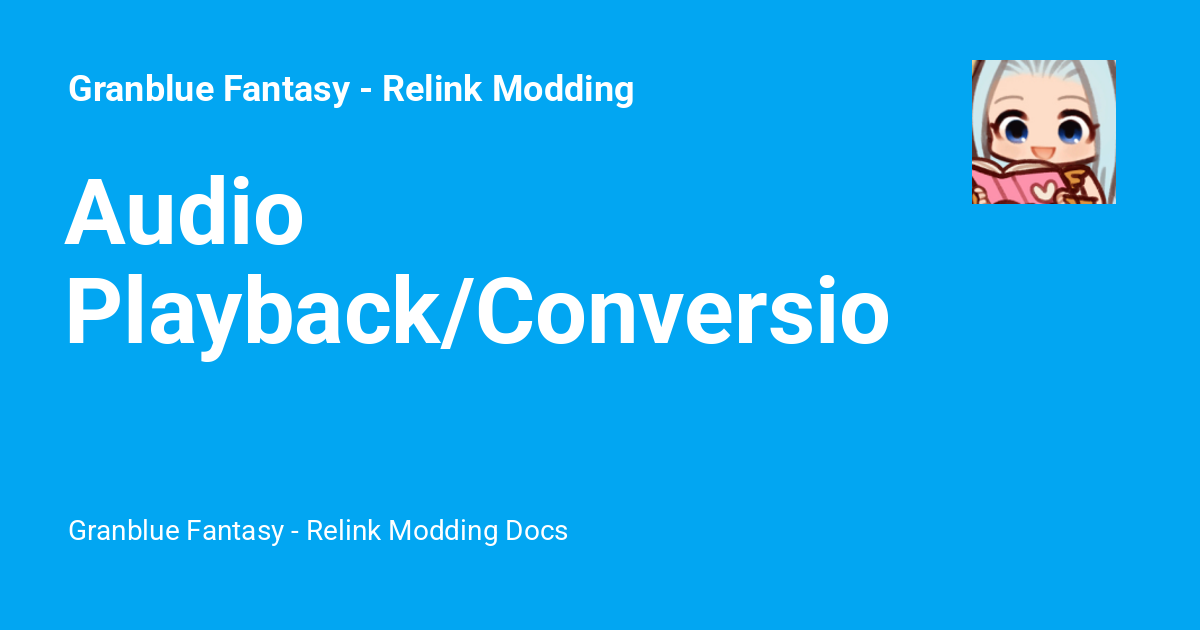 Granblue Fantasy - Relink Modding
Audio
Playback/Conversio
Granblue Fantasy - Relink Modding Docs